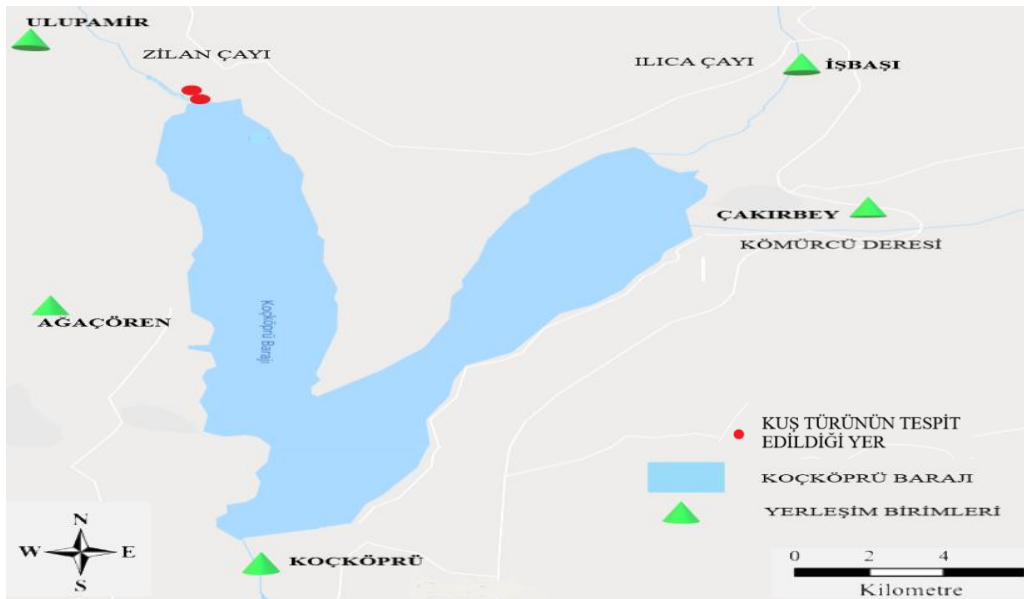 ULUPAMİR
ZİLAN ÇAYI
ILICA ÇAYI
İŞBAŞI
ÇAKIRBEY
KÖMÜRCÜ DERESİ
AĞAÇÖREN
Koçköprü Barajı
KUŞ TÜRÜNÜN TESPİT
EDİLDİĞİ YER
KOÇKÖPRÜ BARAJI
YERLEŞİM BİRİMLERİ
N
W E
S
KOÇKÖPRÜ
0 2 4
Kilometre